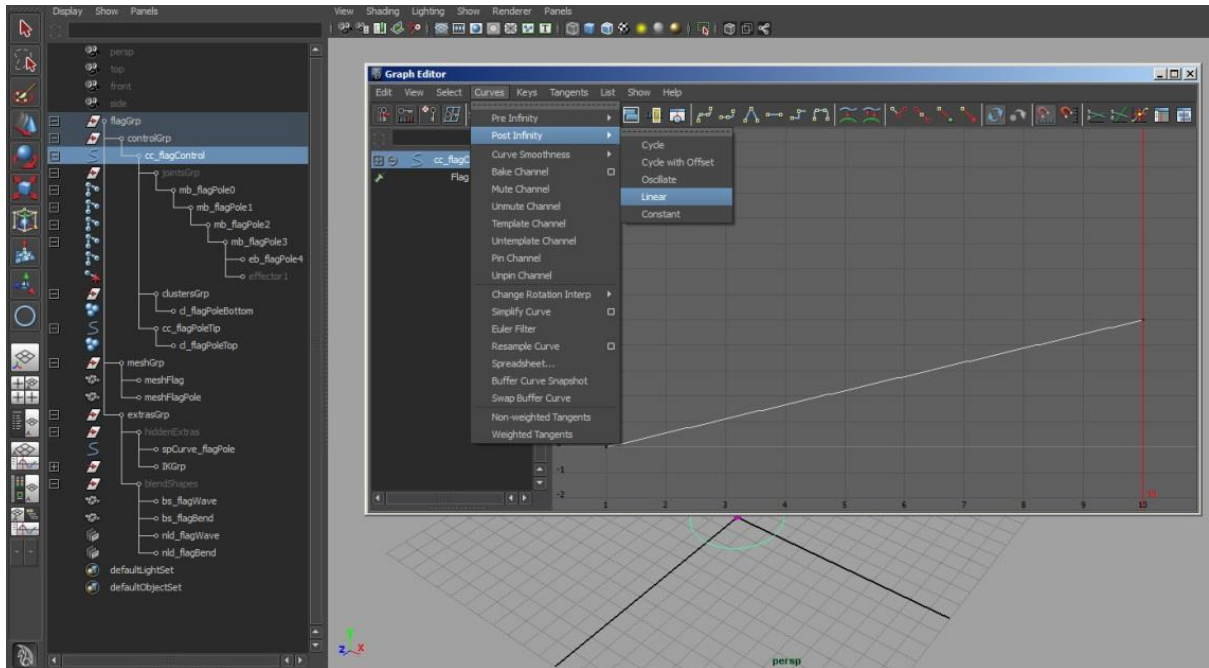 Display Show Panels
View Shading Lighting Show Renderer Panels
persp
top
front
side
flagGrp
controlGrp
cc_flagControl
jointsGrp
mb_flagPole0
mb_flagPole1
mb_flagPole2
mb_flagPole3
eb_flagPole4
effector1
clustersGrp
cl_flagPoleBottom
cc_flagPoleTip
cl_flagPoleTop
meshGrp
meshFlag
meshFlagPole
extrasGrp
hiddenExtras
spCurve_flagPole
IKGrp
blendShapes
bs_flagWave
bs_flagBend
nld_flagWave
nld_flagBend
defaultLightSet
defaultObjectSet
Graph Editor
Edit View Select Curves Keys Tangents List Show Help
cc_flagC
Flag
Pre Infinity
Post Infinity
Curve Smoothness
Bake Channel
Mute Channel
Unmute Channel
Template Channel
Untemplate Channel
Pin Channel
Unpin Channel
Change Rotation Interp
Simplify Curve
Euler Filter
Resample Curve
Spreadsheet...
Buffer Curve Snapshot
Swap Buffer Curve
Non-weighted Tangents
Weighted Tangents
Cycle
Cycle with Offset
Oscillate
Linear
Constant
-1
-2
1 2 3 4 5 6 7 8 9 10
10
y
z x
persp